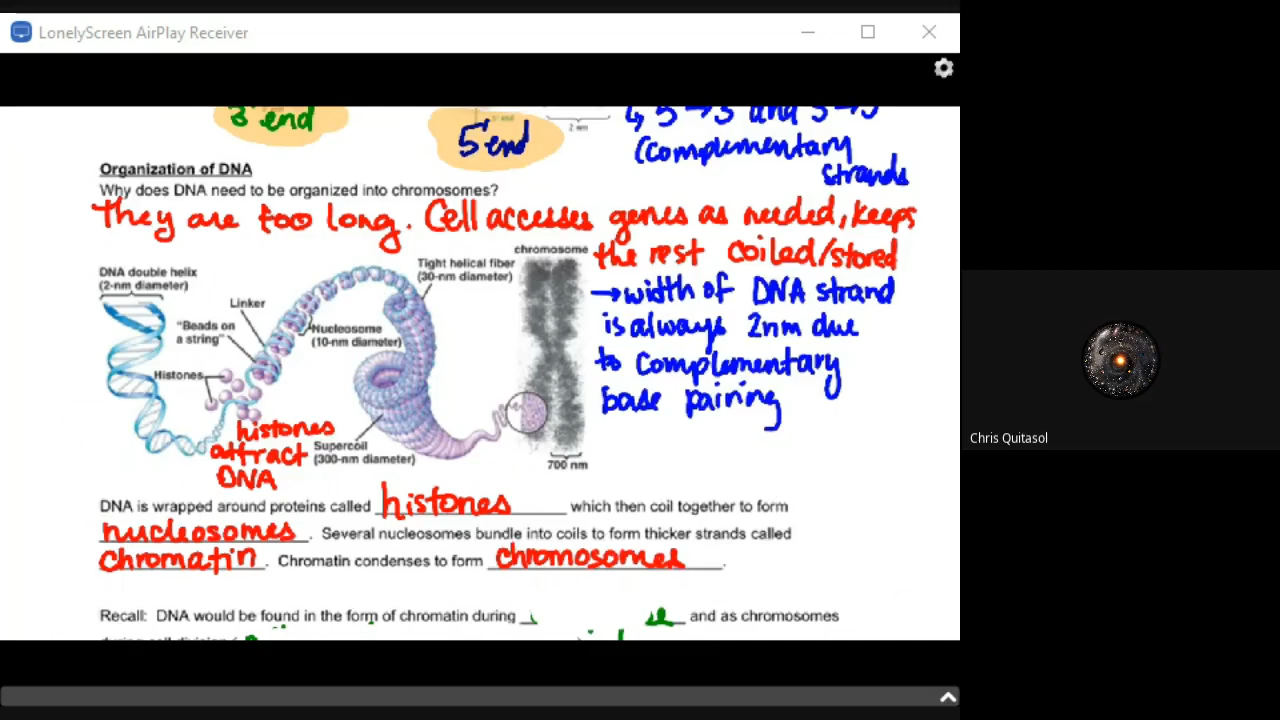 LonelyScreen AirPlay Receiver
3' end
5' end
2 nm
and
(complementary
strands
Organization of DNA
Why does DNA need to be organized into chromosomes?
They are too long. Cell accesses genes as needed, keeps
the rest coiled/stored
→ width of DNA strand
is always 2nm due
to complementary
base pairing
chromosome
DNA double helix
(2-nm diameter)
Linker
"Beads on
a string"
Histones
Nucleosome
(10-nm diameter)
Tight helical fiber
(30-nm diameter)
Supercoil
(300-nm diameter)
700 nm
histones
attract
DNA
DNA is wrapped around proteins called histones which then coil together to form
nucleosomes. Several nucleosomes bundle into coils to form thicker strands called
chromatin. Chromatin condenses to form chromosomes.
Recall: DNA would be found in the form of chromatin during and as chromosomes
during cell division
Chris Quitasol